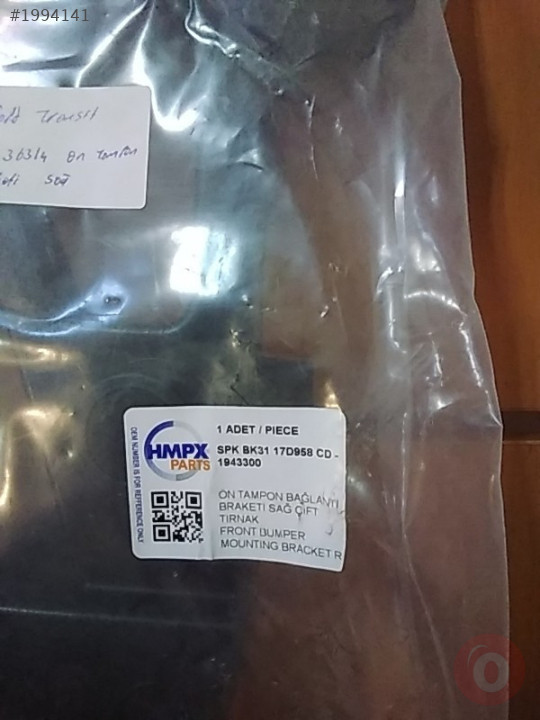 #1994141
Transit
36314 ön Tampon
sağ
1 ADET / PIECE
SPK BK31 17D958 CD -
1943300
HMPX
PARTS
OEM NUMBER IS FOR REFERENCE ONLY
ÖN TAMPON BAĞLANTI
BRAKETİ SAĞ ÇİFT
TIRNAK
FRONT BUMPER
MOUNTING BRACKET R